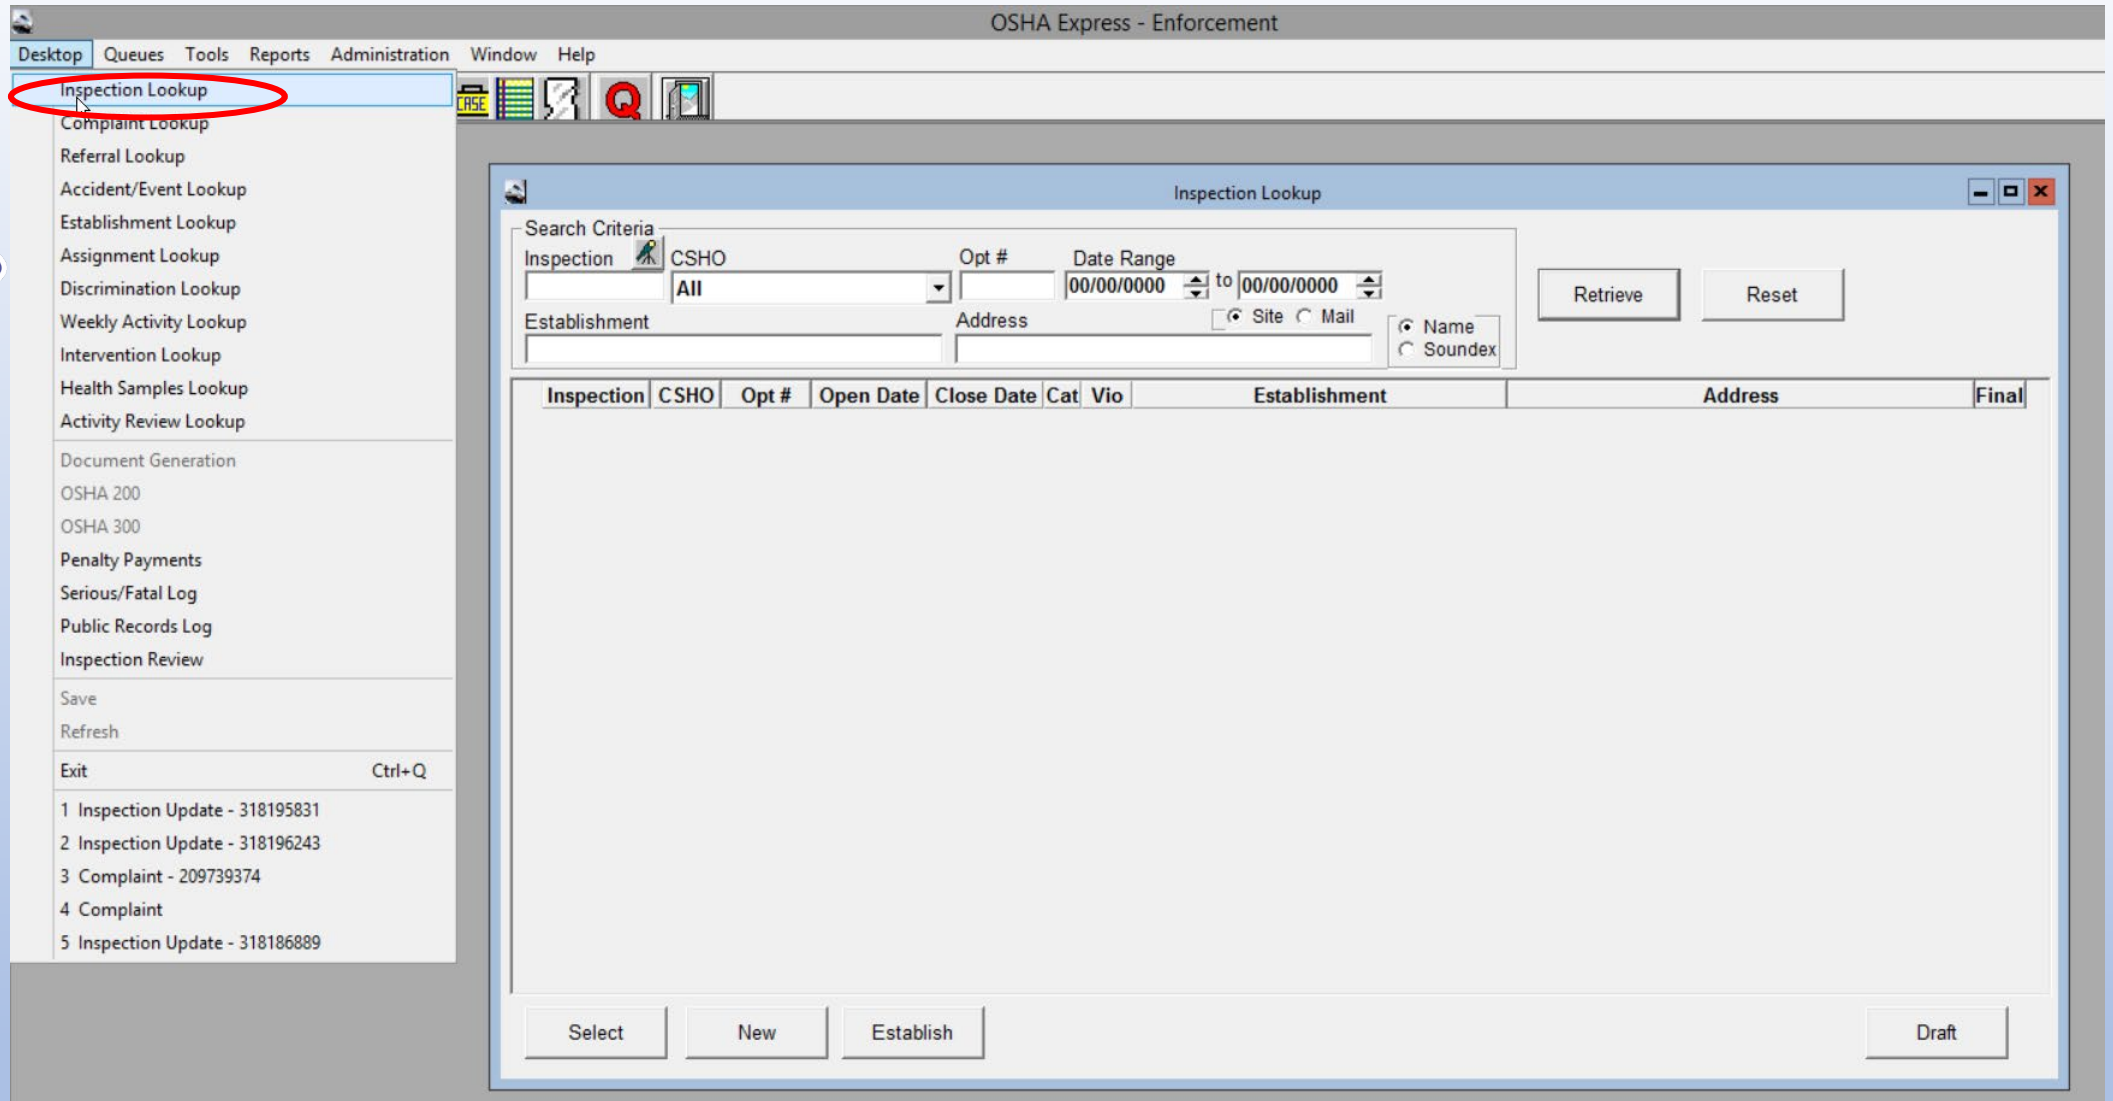 OSHA Express - Enforcement
Desktop Queues Tools Reports Administration Window Help
Inspection Lookup
Complaint Lookup
Referral Lookup
Accident/Event Lookup
Establishment Lookup
Assignment Lookup
Discrimination Lookup
Weekly Activity Lookup
Intervention Lookup
Health Samples Lookup
Activity Review Lookup
Document Generation
OSHA 200
OSHA 300
Penalty Payments
Serious/Fatal Log
Public Records Log
Inspection Review
Save
Refresh
Exit Ctrl+Q
1 Inspection Update - 318195831
2 Inspection Update - 318196243
3 Complaint - 209739374
4 Complaint
5 Inspection Update - 318186889
CASE
Q
Inspection Lookup
Search Criteria
Inspection CSHO Opt # Date Range
All 00/00/0000 to 00/00/0000
Retrieve Reset
Establishment Address Site Mail
Name
Soundex
Inspection CSHO Opt # Open Date Close Date Cat Vio Establishment Address Final
Select New Establish Draft